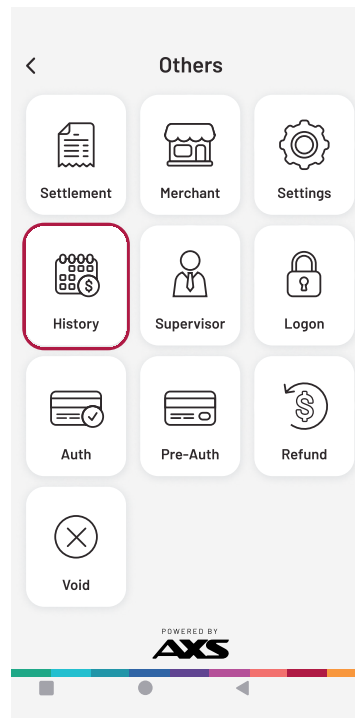 Others
Settlement
Merchant
Settings
$
History
Supervisor
Logon
Auth
Pre-Auth
$
Refund
Void
POWERED BY
AXS